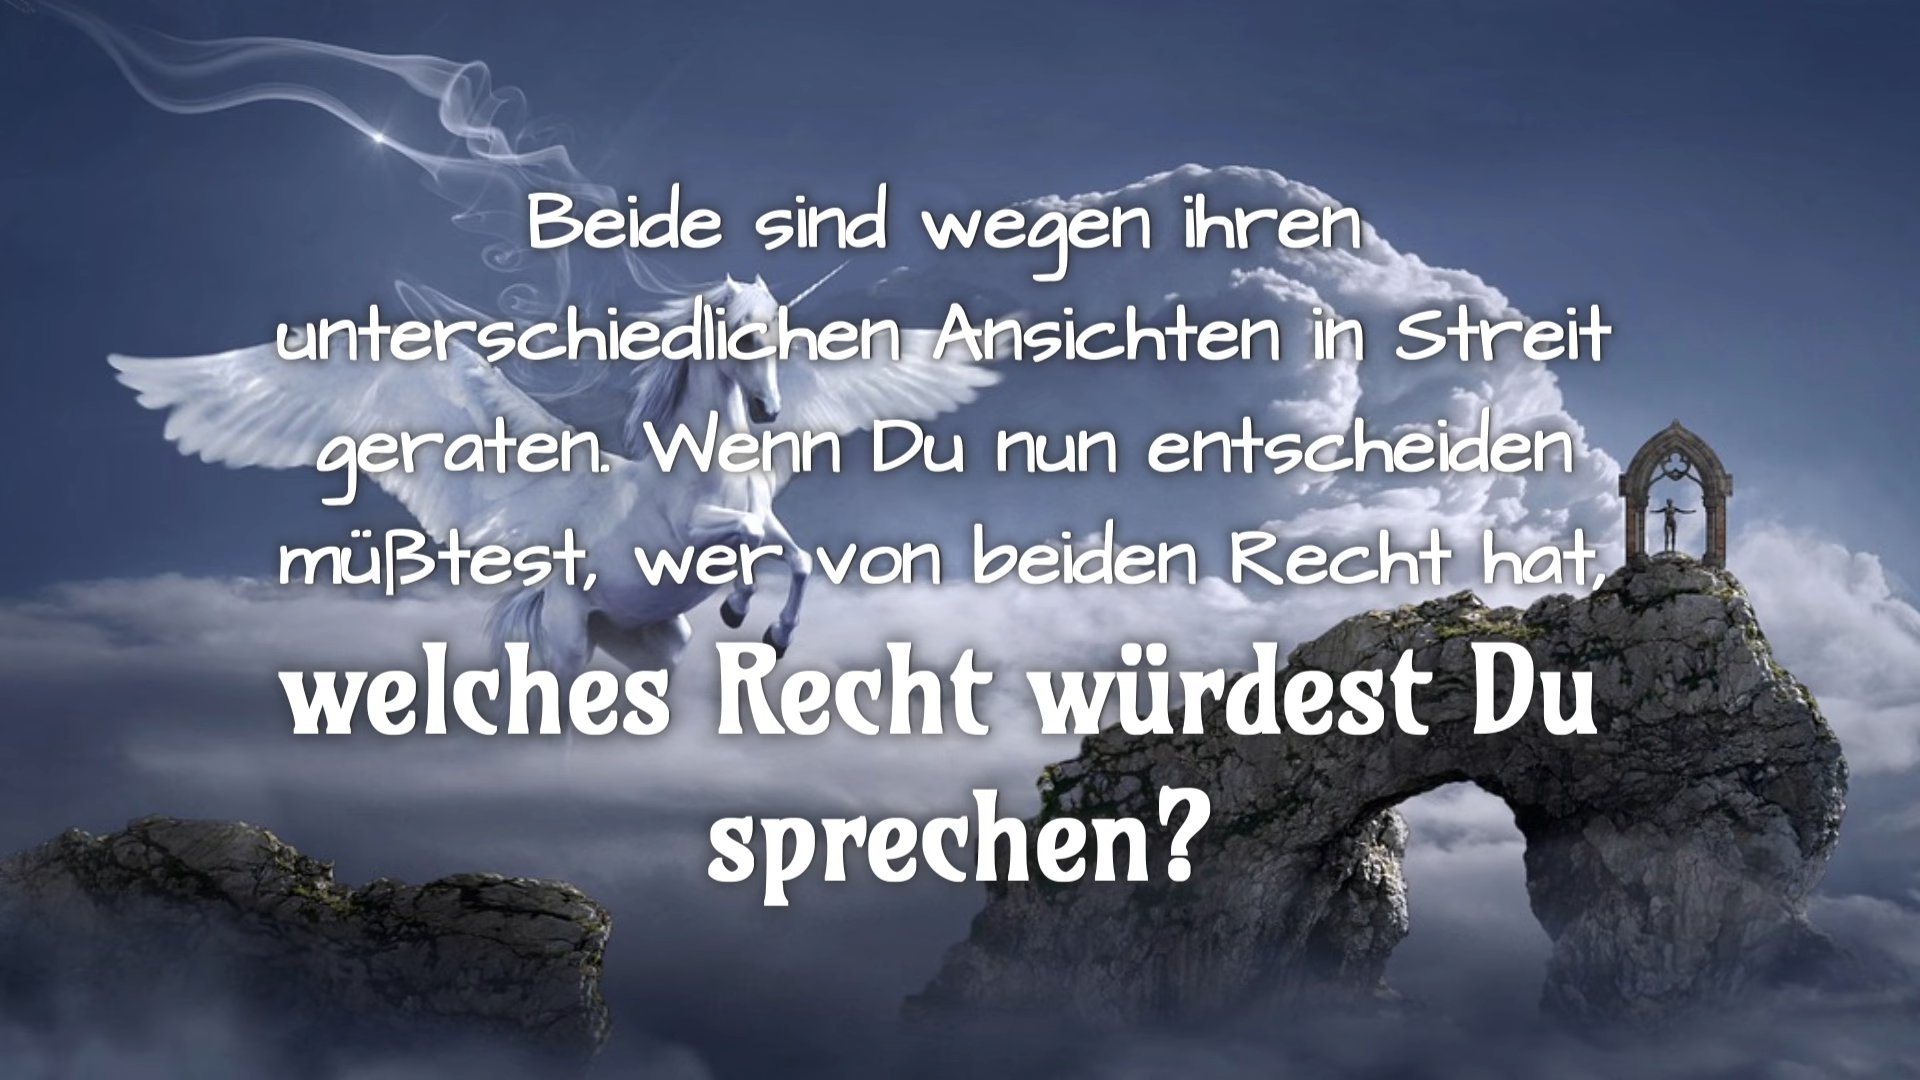 Beide sind wegen ihren
unterschiedlichen Ansichten in Streit
geraten. Wenn Du nun entscheiden
müßtest, wer von beiden Recht hat,
welches Recht würdest Du
sprechen?